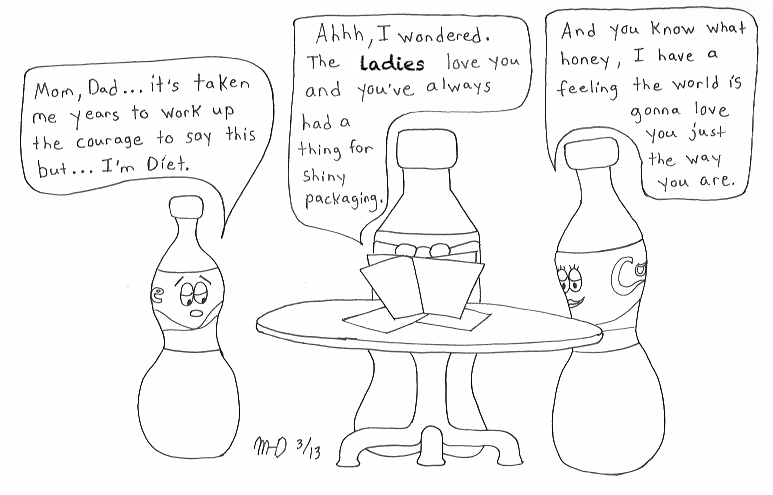 Mom, Dad... it's taken
me years to work up
the courage to say this
but... I'm Diet.
Ahhh, I wondered.
The ladies love you
and you've always
had a
thing for
shiny
packaging.
And you know what
honey, I have a
feeling the world is
gonna love
you just
the way
you are.
e
Co
M-D 3/13